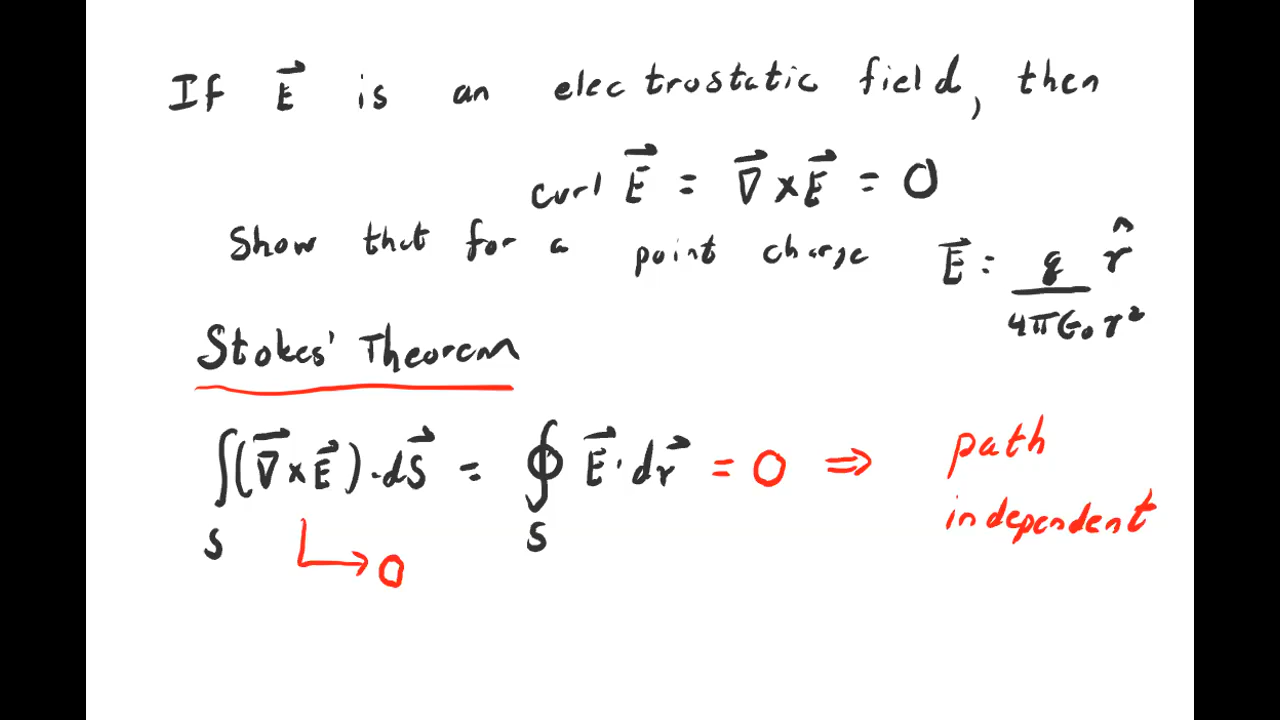 If E⃗ is an electrostatic field, then
curl E⃗ = ∇⃗ × E⃗ = 0
Show that for a point charge E⃗ = q/(4πϵ₀r²) r̂
Stokes' Theorem
∫_S (∇⃗ × E⃗) · dS⃗ = ∮_S E⃗ · dr⃗ = 0 ⇒ path
independent
↳ 0